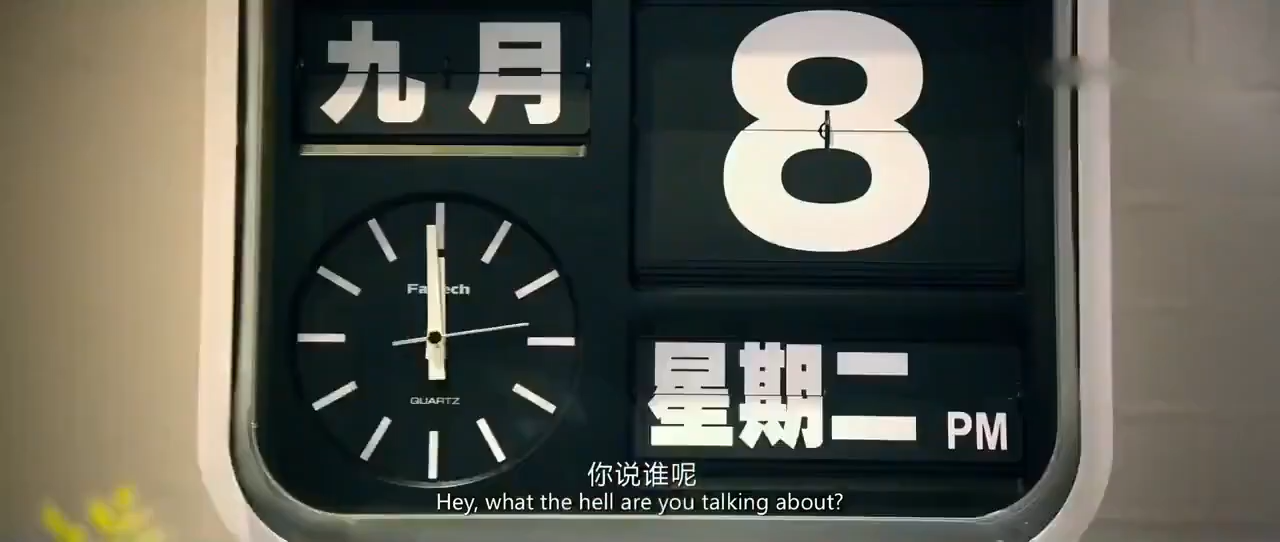 九月
8
QUARTZ
星期二 PM
你说谁呢
Hey, what the hell are you talking about?